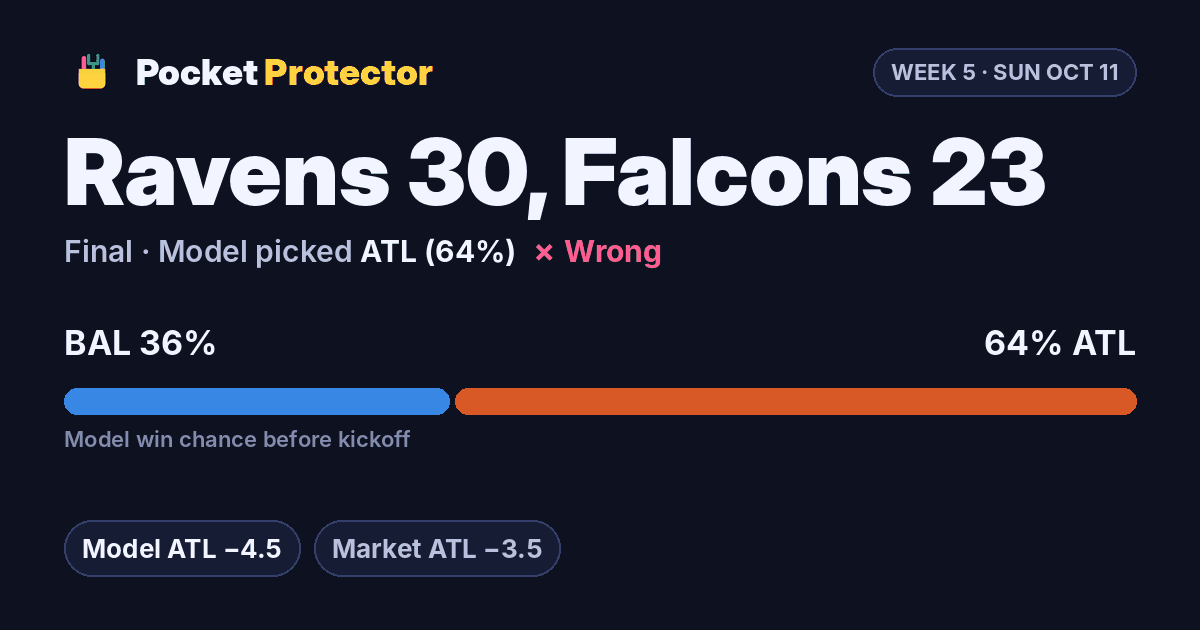 Pocket Protector
WEEK 5 · SUN OCT 11
Ravens 30, Falcons 23
Final · Model picked ATL (64%) × Wrong
BAL 36%
64% ATL
Model win chance before kickoff
Model ATL −4.5
Market ATL −3.5